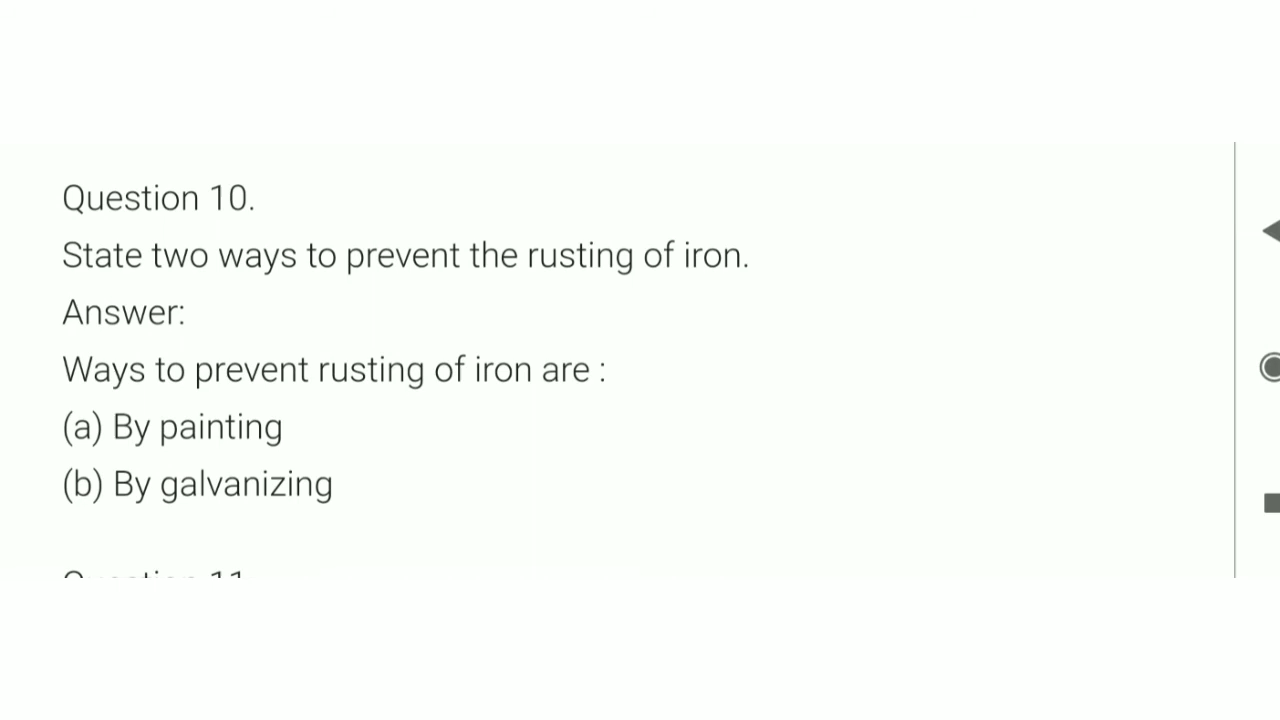 Question 10.
State two ways to prevent the rusting of iron.
Answer:
Ways to prevent rusting of iron are :
(a) By painting
(b) By galvanizing